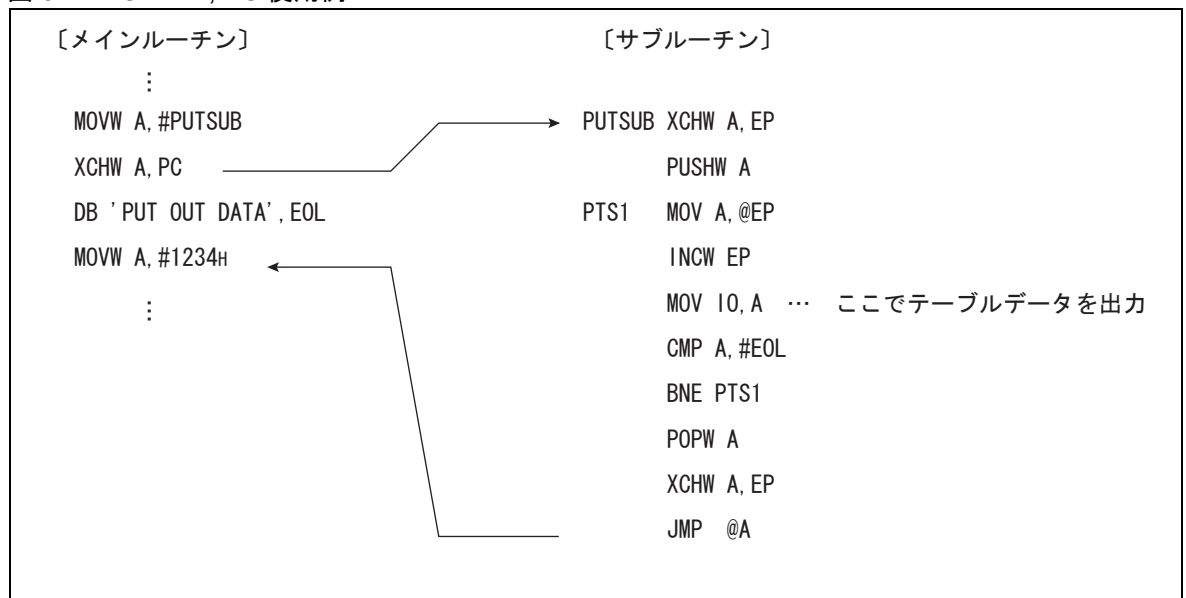 〔メインルーチン〕
⋮
MOVW A,#PUTSUB
XCHW A,PC
DB 'PUT OUT DATA',EOL
MOVW A,#1234H
⋮
〔サブルーチン〕
PUTSUB XCHW A,EP
PUSHW A
PTS1 MOV A,@EP
INCW EP
MOV IO,A … ここでテーブルデータを出力
CMP A,#EOL
BNE PTS1
POPW A
XCHW A,EP
JMP @A